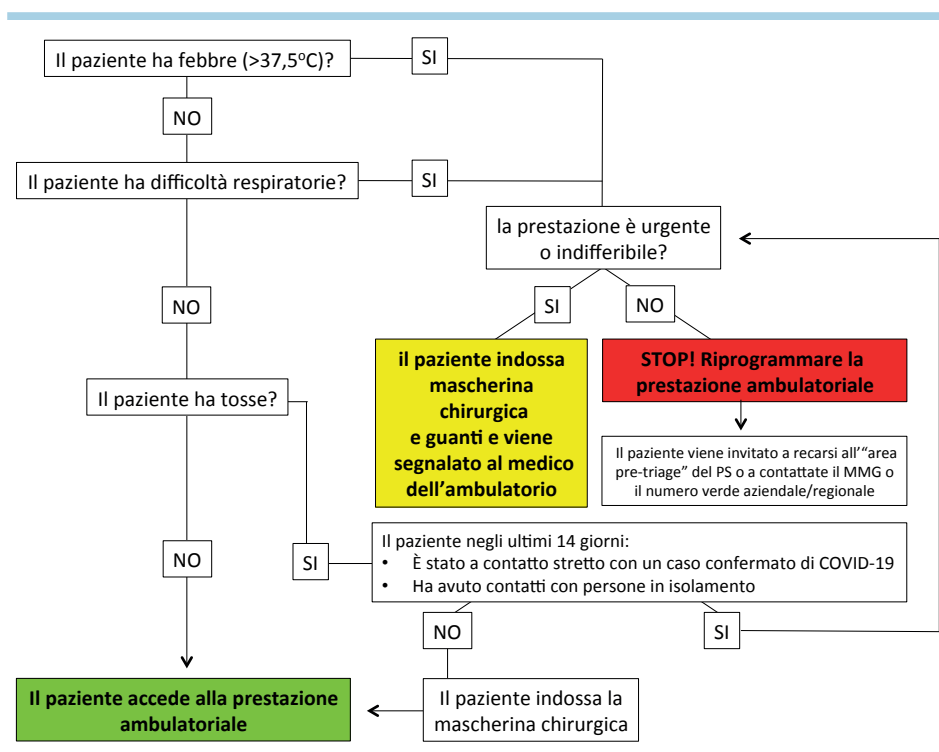 Il paziente ha febbre (>37,5°C)?
SI
NO
Il paziente ha difficoltà respiratorie?
SI
la prestazione è urgente
o indifferibile?
NO
SI
NO
il paziente indossa
mascherina
chirurgica
e guanti e viene
segnalato al medico
dell'ambulatorio
STOP! Riprogrammare la
prestazione ambulatoriale
Il paziente ha tosse?
Il paziente viene invitato a recarsi all'"area
pre-triage" del PS o a contattate il MMG o
il numero verde aziendale/regionale
NO
SI
Il paziente negli ultimi 14 giorni:
• È stato a contatto stretto con un caso confermato di COVID-19
• Ha avuto contatti con persone in isolamento
NO
SI
Il paziente accede alla prestazione
ambulatoriale
Il paziente indossa la
mascherina chirurgica